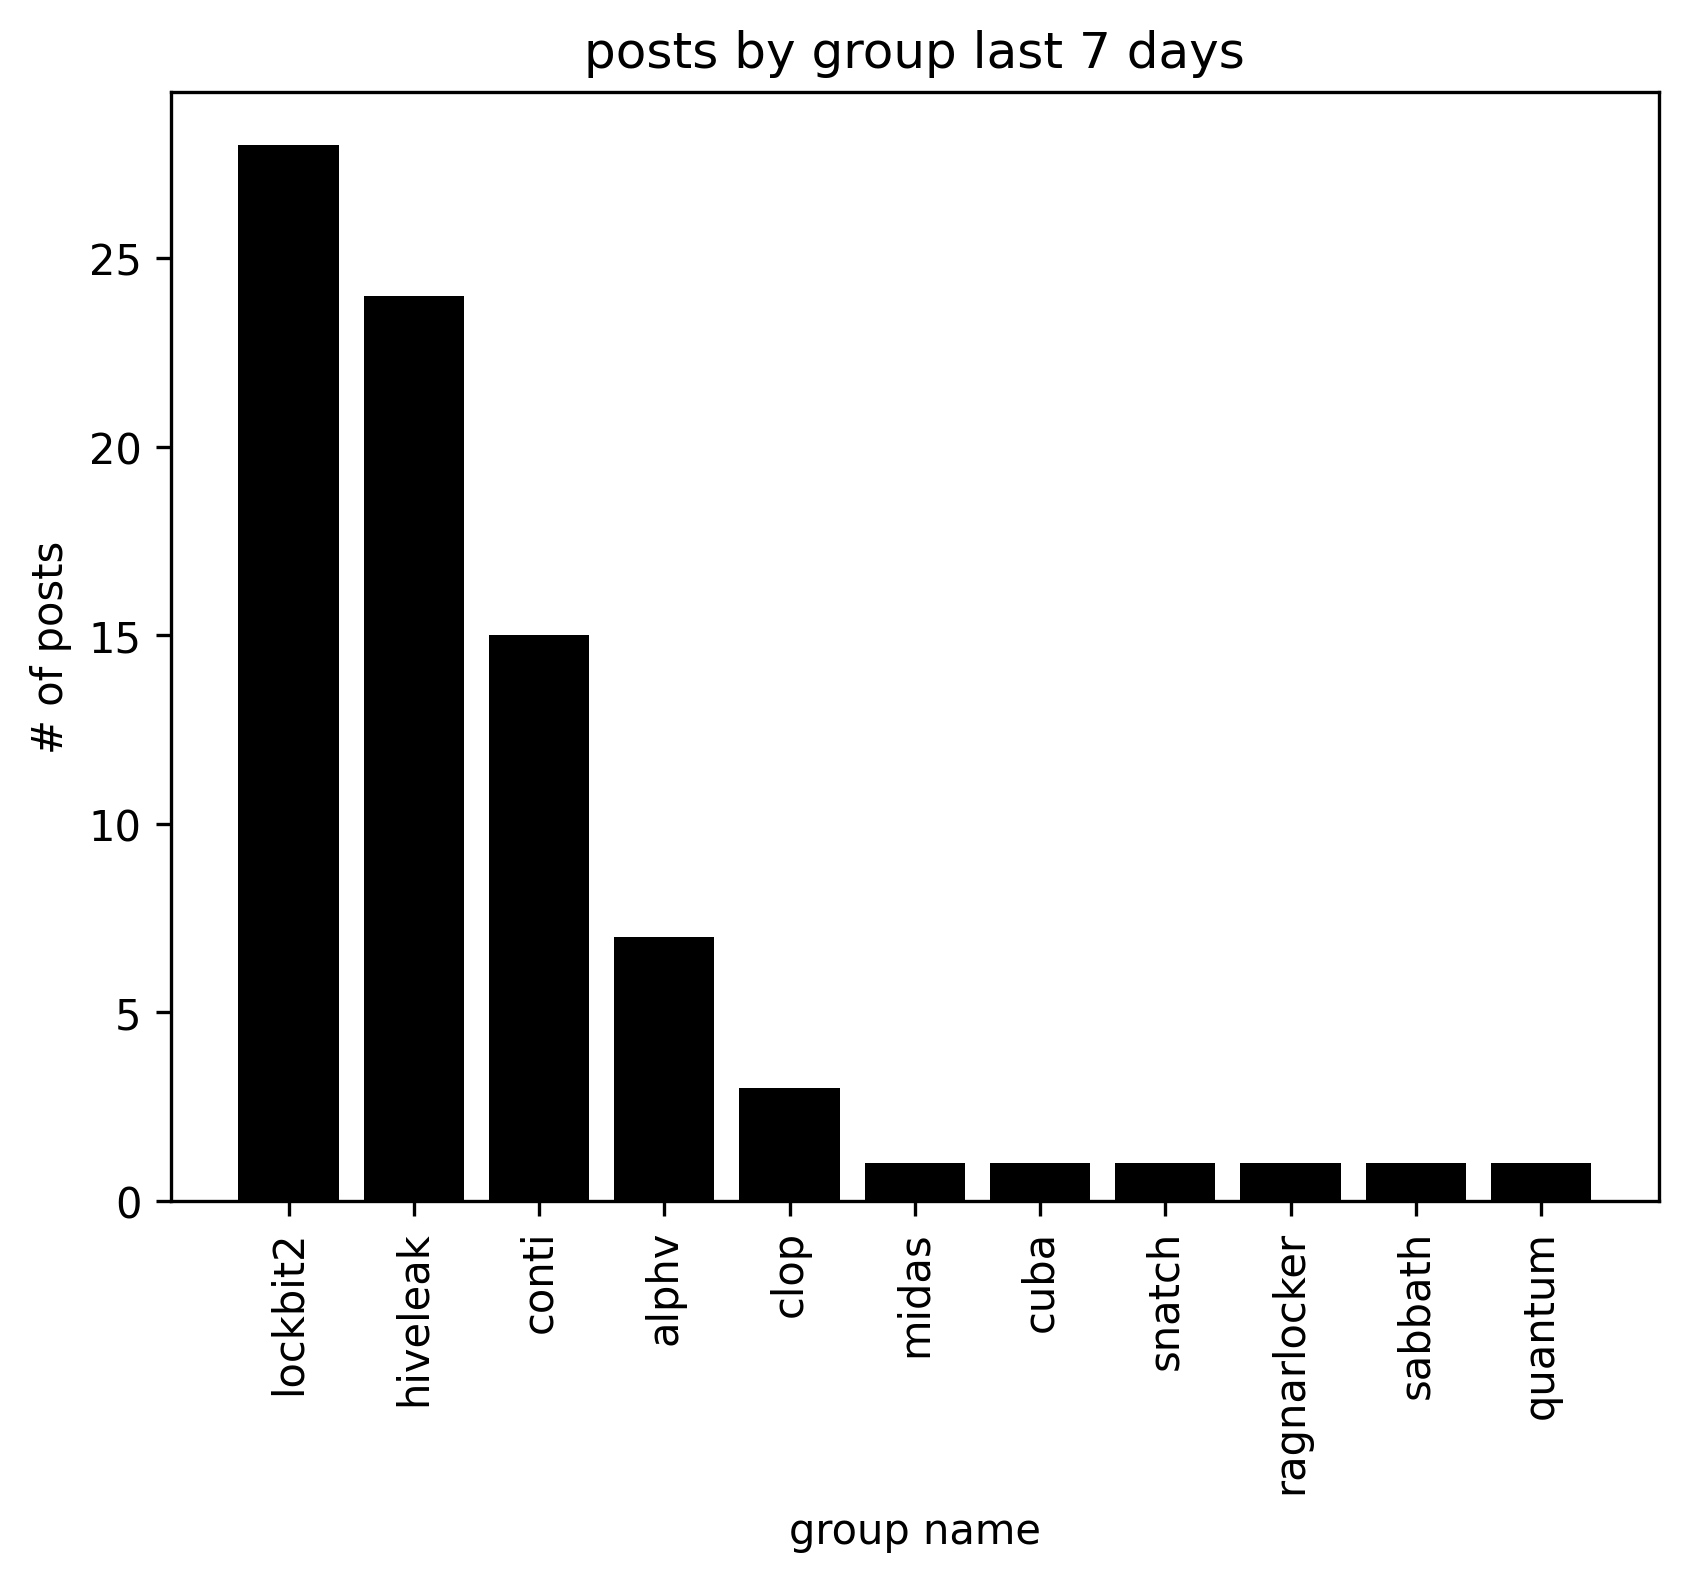 posts by group last 7 days
# of posts
25
20
15
10
5
0
lockbit2
hiveleak
conti
alphv
clop
midas
cuba
snatch
ragnarlocker
sabbath
quantum
group name